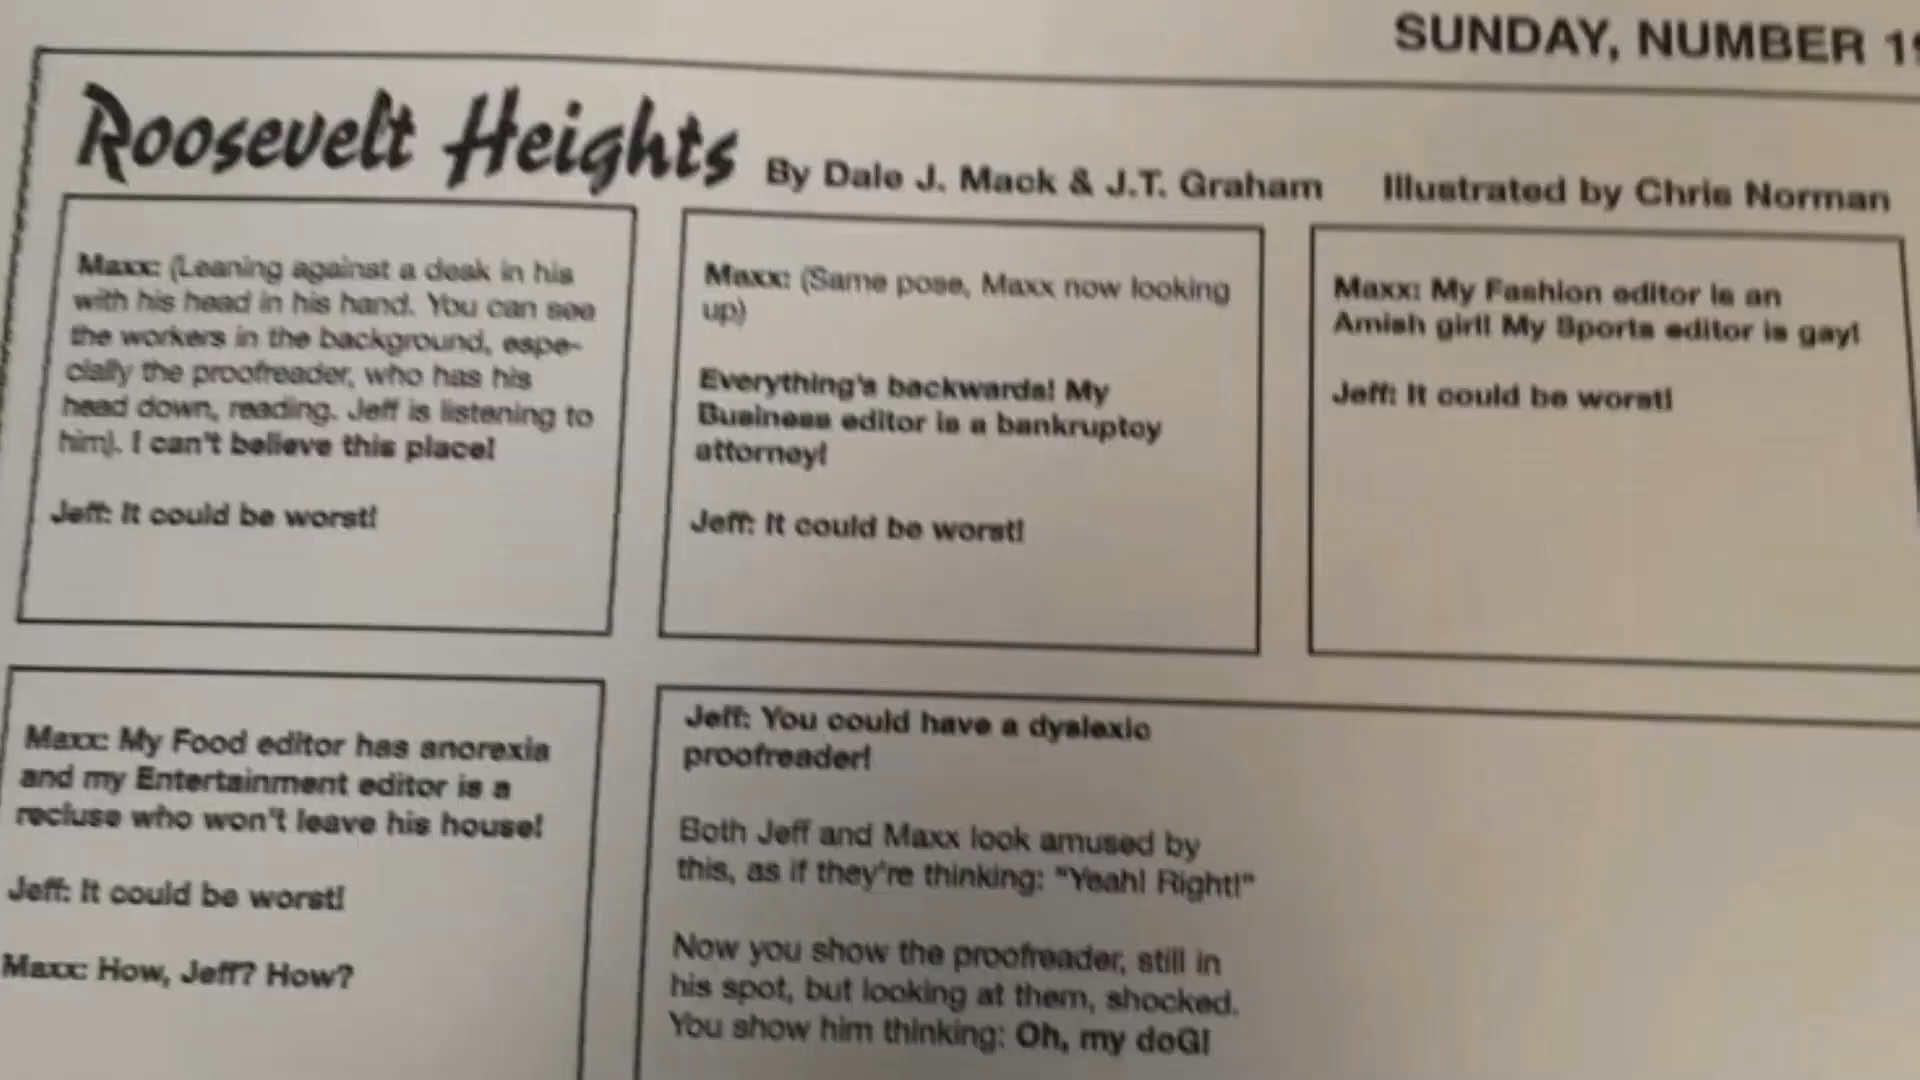 SUNDAY, NUMBER 19
Roosevelt Heights By Dale J. Mack & J.T. Graham Illustrated by Chris Norman
Maxx: (Leaning against a desk in his
with his head in his hand. You can see
the workers in the background, espe-
cially the proofreader, who has his
head down, reading. Jeff is listening to
him). I can't believe this place!
Jeff: It could be worst!
Maxx: (Same pose, Maxx now looking
up)
Everything's backwards! My
Business editor is a bankruptcy
attorney!
Jeff: It could be worst!
Maxx: My Fashion editor is an
Amish girl! My Sports editor is gay!
Jeff: It could be worst!
Maxx: My Food editor has anorexia
and my Entertainment editor is a
recluse who won't leave his house!
Jeff: It could be worst!
Maxx: How, Jeff? How?
Jeff: You could have a dyslexic
proofreader!
Both Jeff and Maxx look amused by
this, as if they're thinking: "Yeah! Right!"
Now you show the proofreader, still in
his spot, but looking at them, shocked.
You show him thinking: Oh, my doG!